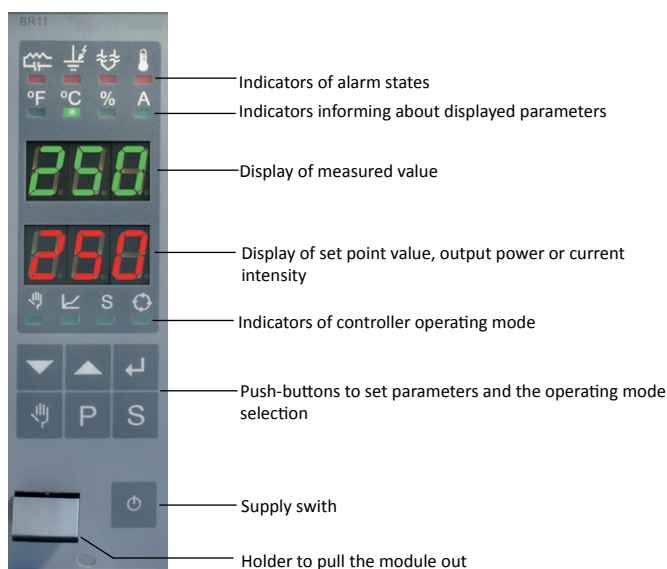 BR11
Indicators of alarm states
°F °C % A
Indicators informing about displayed parameters
250
Display of measured value
250
Display of set point value, output power or current
intensity
S
Indicators of controller operating mode
Push-buttons to set parameters and the operating mode
selection
P S
Supply swith
Holder to pull the module out